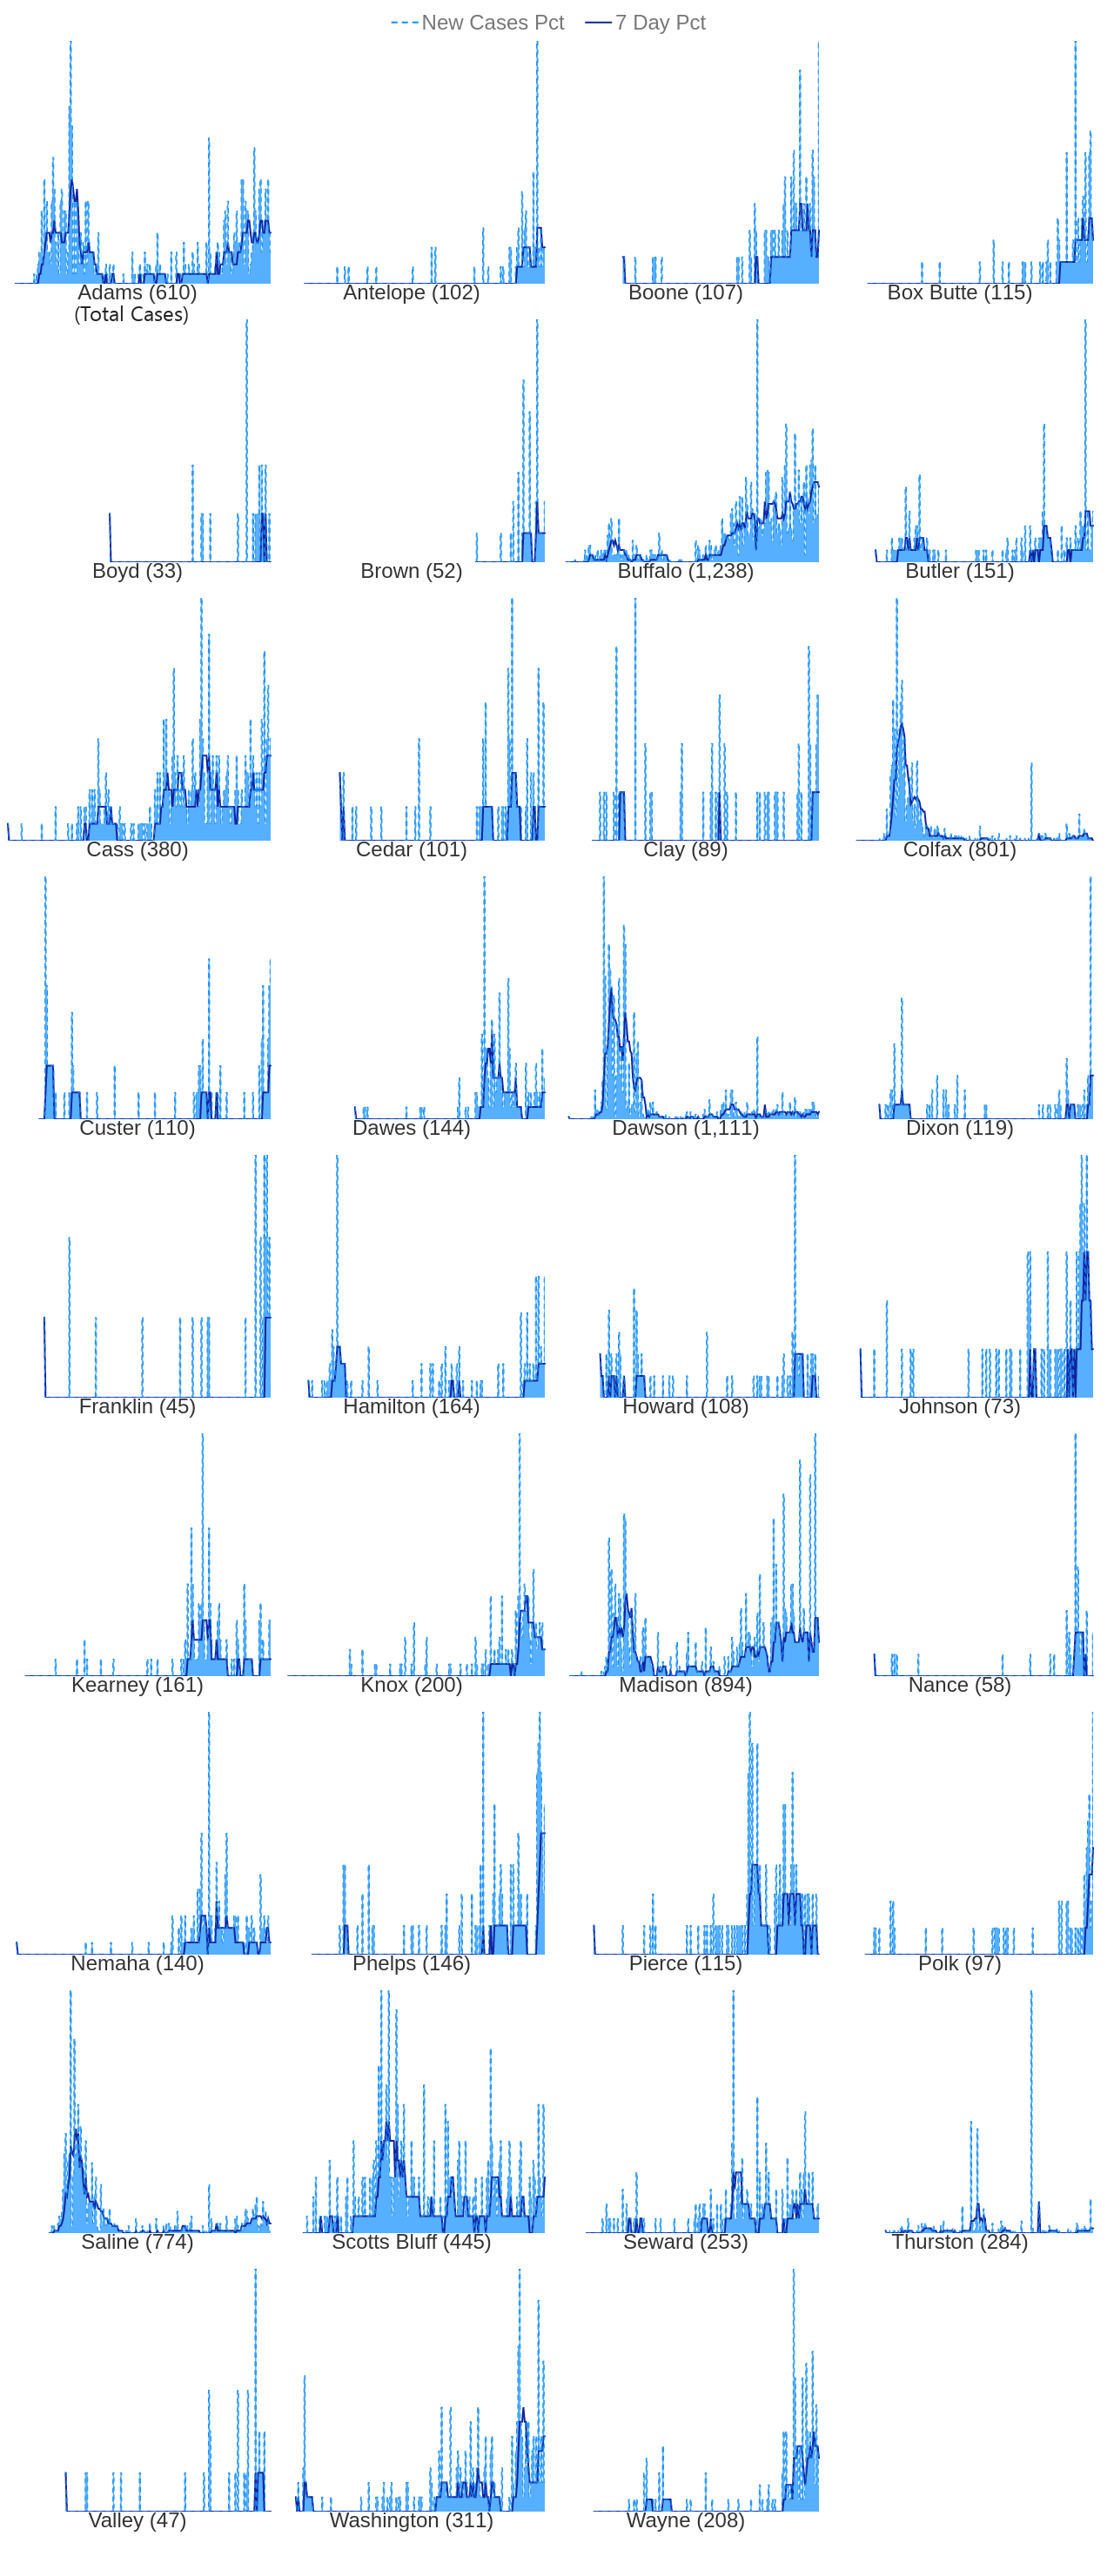 New Cases Pct 7 Day Pct
Adams (610) Antelope (102) Boone (107) Box Butte (115)
(Total Cases)
Boyd (33) Brown (52) Buffalo (1,238) Butler (151)
Cass (380) Cedar (101) Clay (89) Colfax (801)
Custer (110) Dawes (144) Dawson (1,111) Dixon (119)
Franklin (45) Hamilton (164) Howard (108) Johnson (73)
Kearney (161) Knox (200) Madison (894) Nance (58)
Nemaha (140) Phelps (146) Pierce (115) Polk (97)
Saline (774) Scotts Bluff (445) Seward (253) Thurston (284)
Valley (47) Washington (311) Wayne (208)